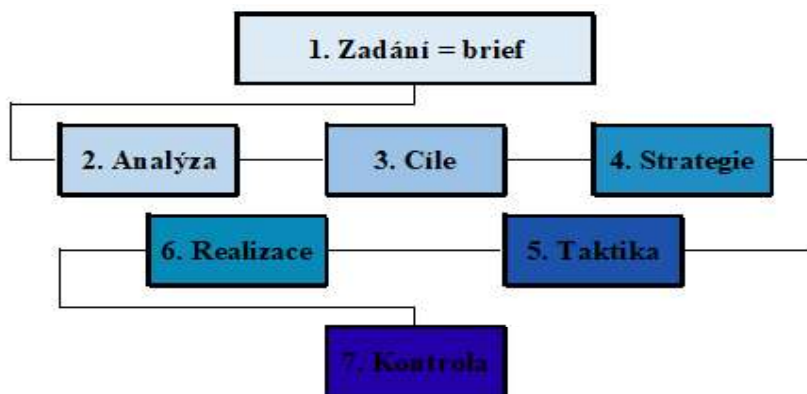 1. Zadání = brief
2. Analýza
3. Cíle
4. Strategie
6. Realizace
5. Taktika
7. Kontrola